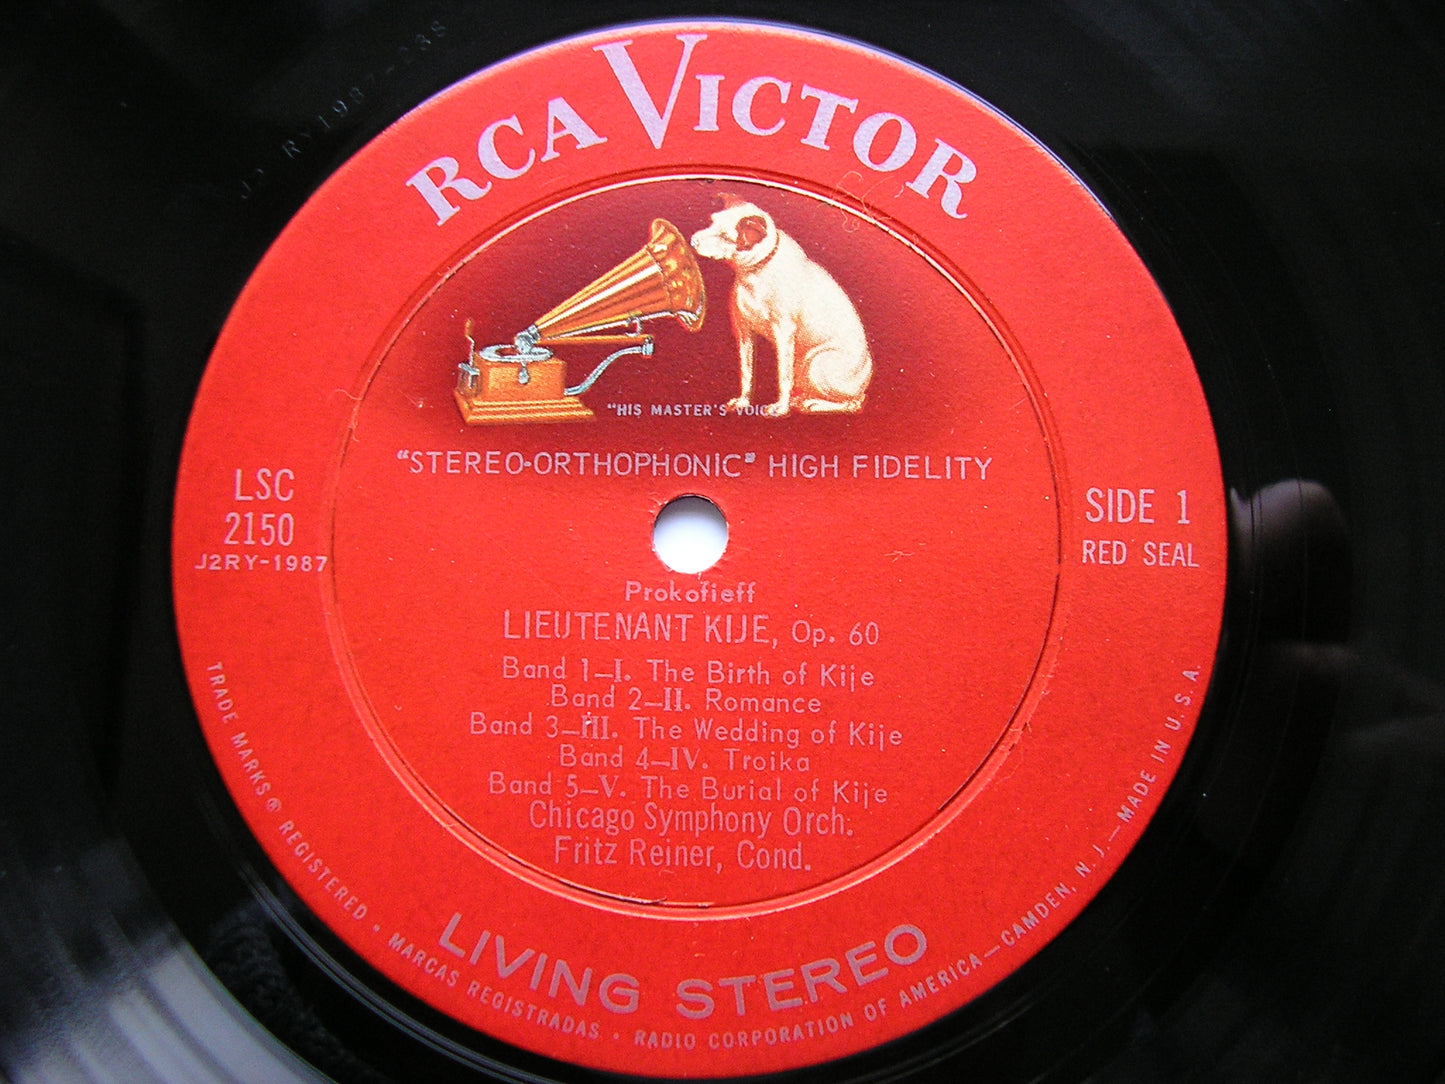 RCA VICTOR
"HIS MASTER'S VOICE
"STEREO-ORTHOPHONIC" HIGH FIDELITY
LSC
2150
J2RY-1987
SIDE 1
RED SEAL
Prokofieff
LIEUTENANT KIJE, Op. 60
Band 1—I. The Birth of Kije
Band 2—II. Romance
Band 3—III. The Wedding of Kije
Band 4—IV. Troika
Band 5—V. The Burial of Kije
Chicago Symphony Orch.
Fritz Reiner, Cond.
LIVING STEREO
TRADE MARKS ® REGISTERED • MARCAS REGISTRADAS • RADIO CORPORATION OF AMERICA—CAMDEN, N. J.—MADE IN U.S.A.